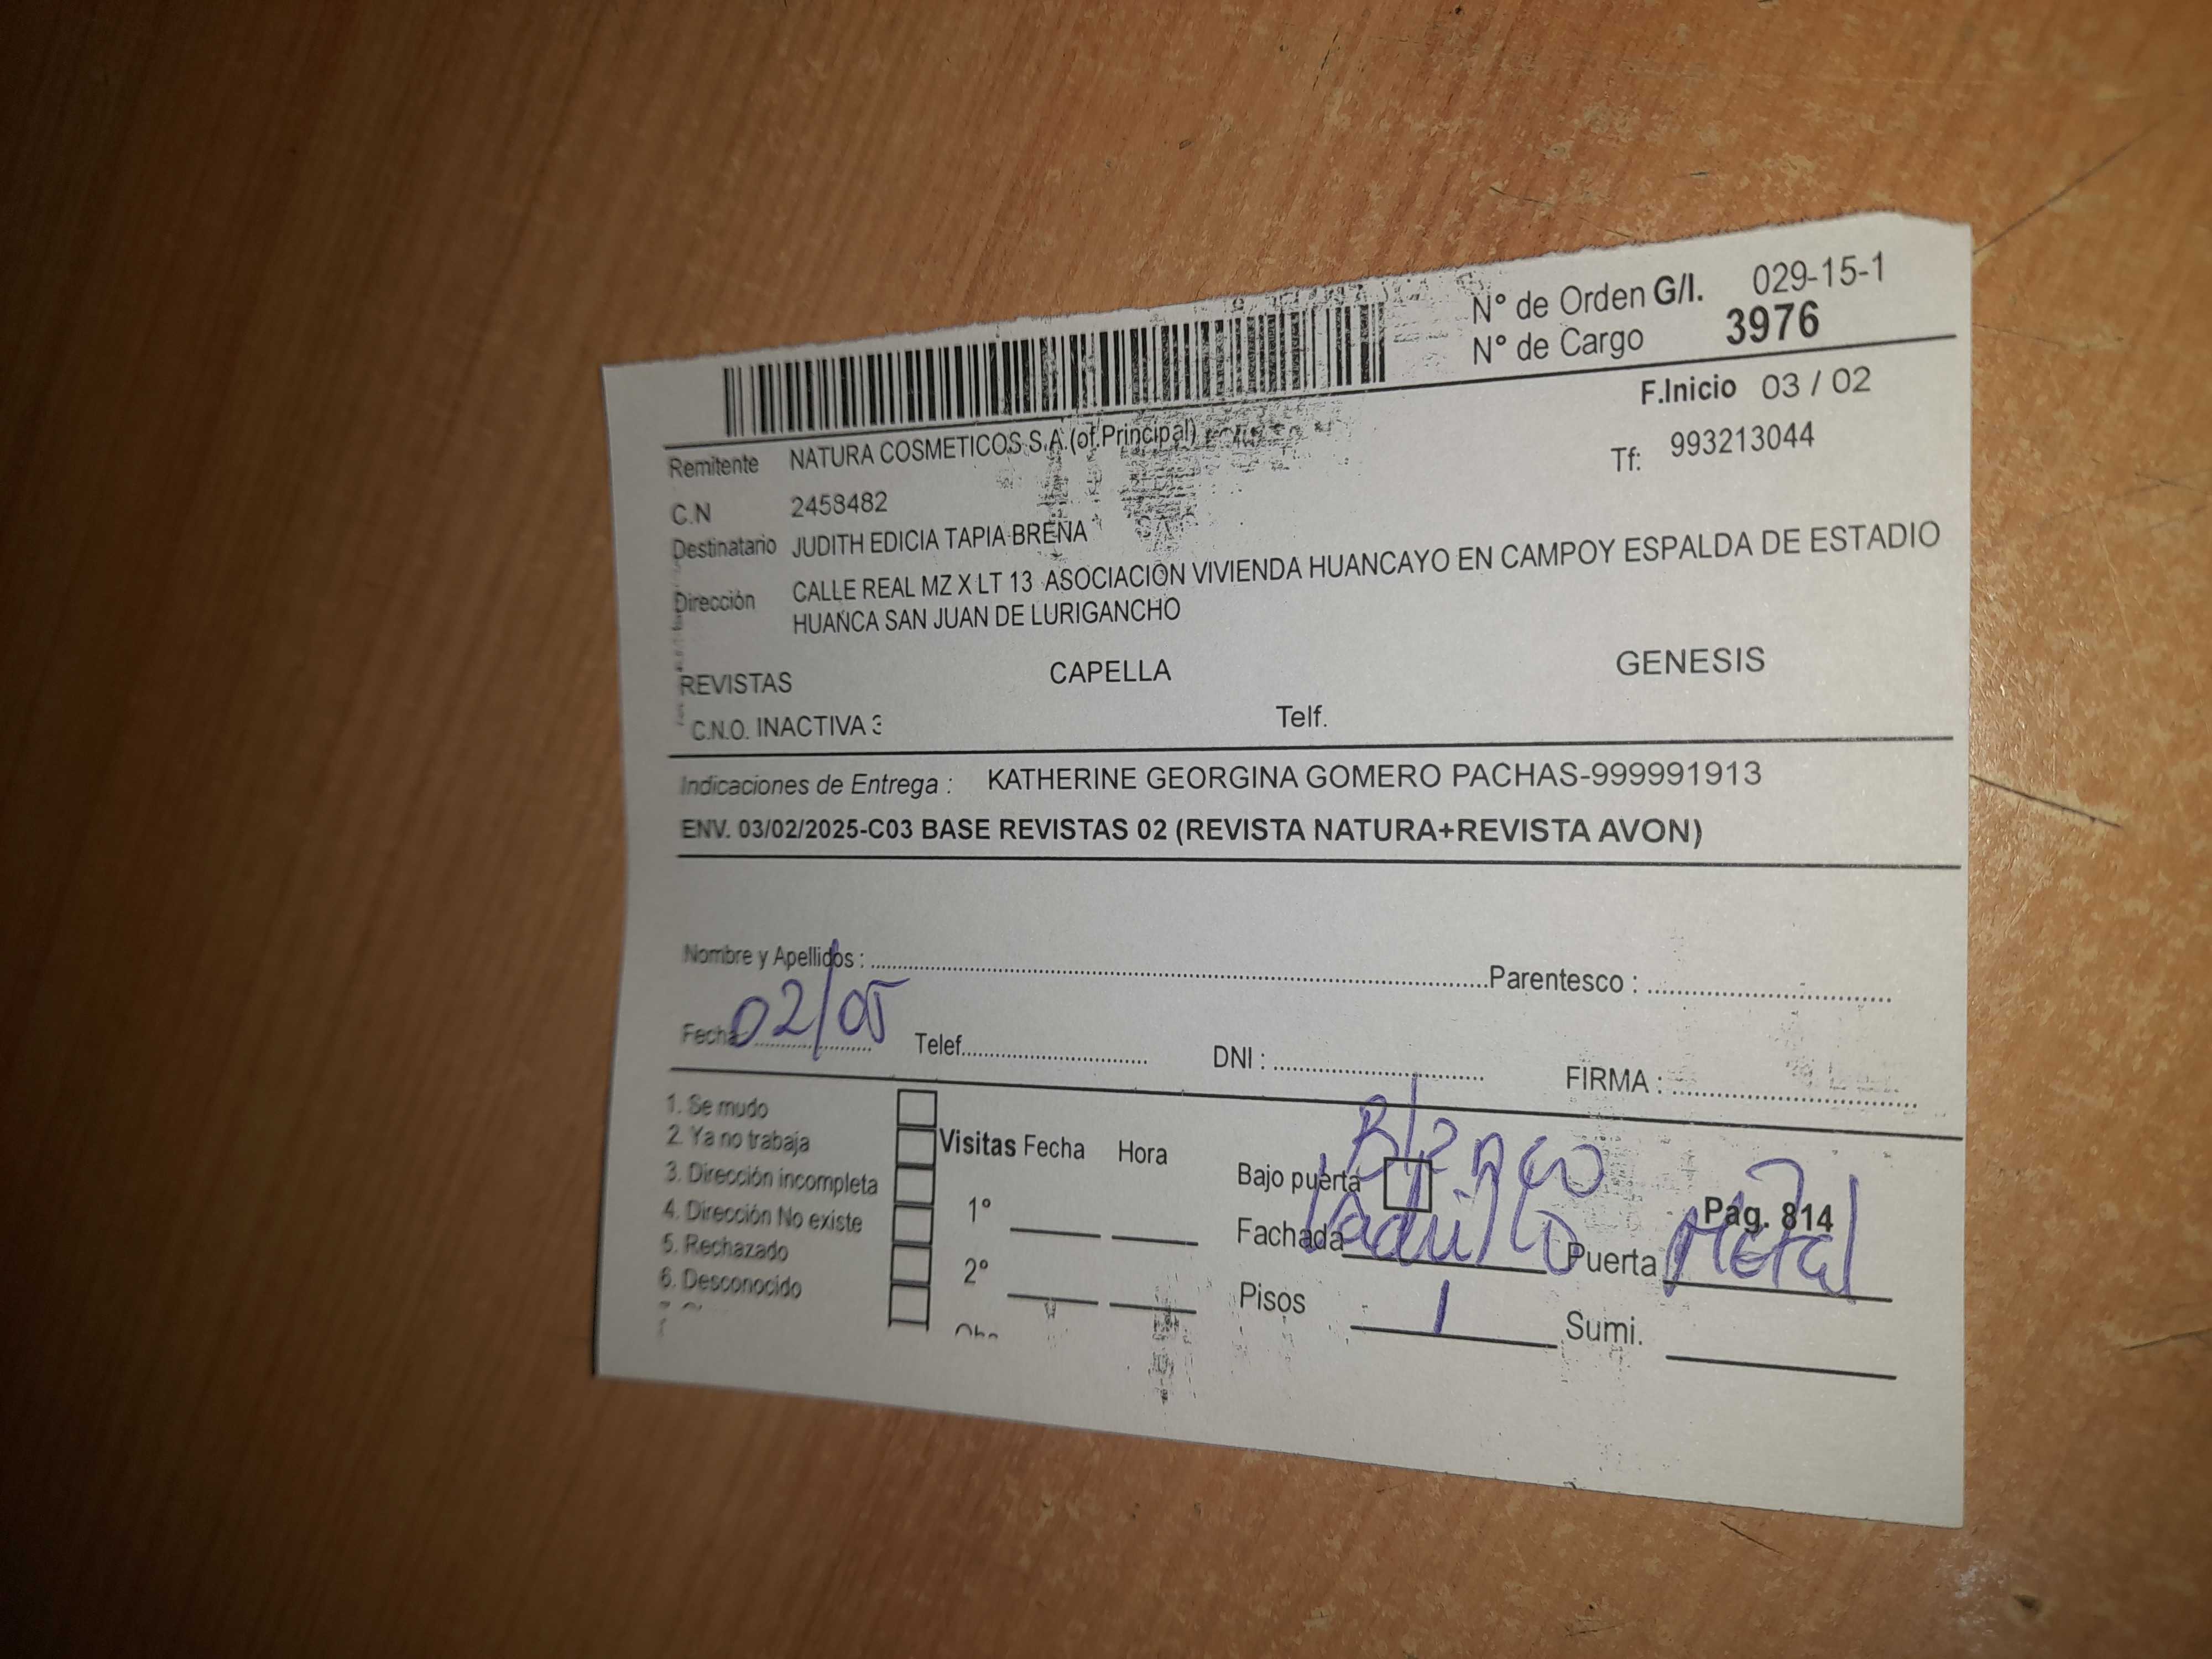 N° de Orden G/I. 029-15-1
N° de Cargo 3976
F.Inicio 03 / 02
Remitente NATURA COSMETICOS S.A.(of.Principal)
Tf: 993213044
C.N 2458482
Destinatario JUDITH EDICIA TAPIA BREÑA
Dirección CALLE REAL MZ X LT 13 ASOCIACION VIVIENDA HUANCAYO EN CAMPOY ESPALDA DE ESTADIO
HUANCA SAN JUAN DE LURIGANCHO
REVISTAS CAPELLA GENESIS
C.N.O. INACTIVA 3 Telf.
Indicaciones de Entrega : KATHERINE GEORGINA GOMERO PACHAS-999991913
ENV. 03/02/2025-C03 BASE REVISTAS 02 (REVISTA NATURA+REVISTA AVON)
Nombre y Apellidos : Parentesco :
Fecha 02/05 Telef. DNI : FIRMA :
1. Se mudo
2. Ya no trabaja
3. Dirección incompleta
4. Dirección No existe
5. Rechazado
6. Desconocido
Visitas Fecha Hora
1°
2°
Blanco
Bajo puerta
Pag. 814
Fachada Ladrillo Puerta Metal
Pisos 1 Sumi.